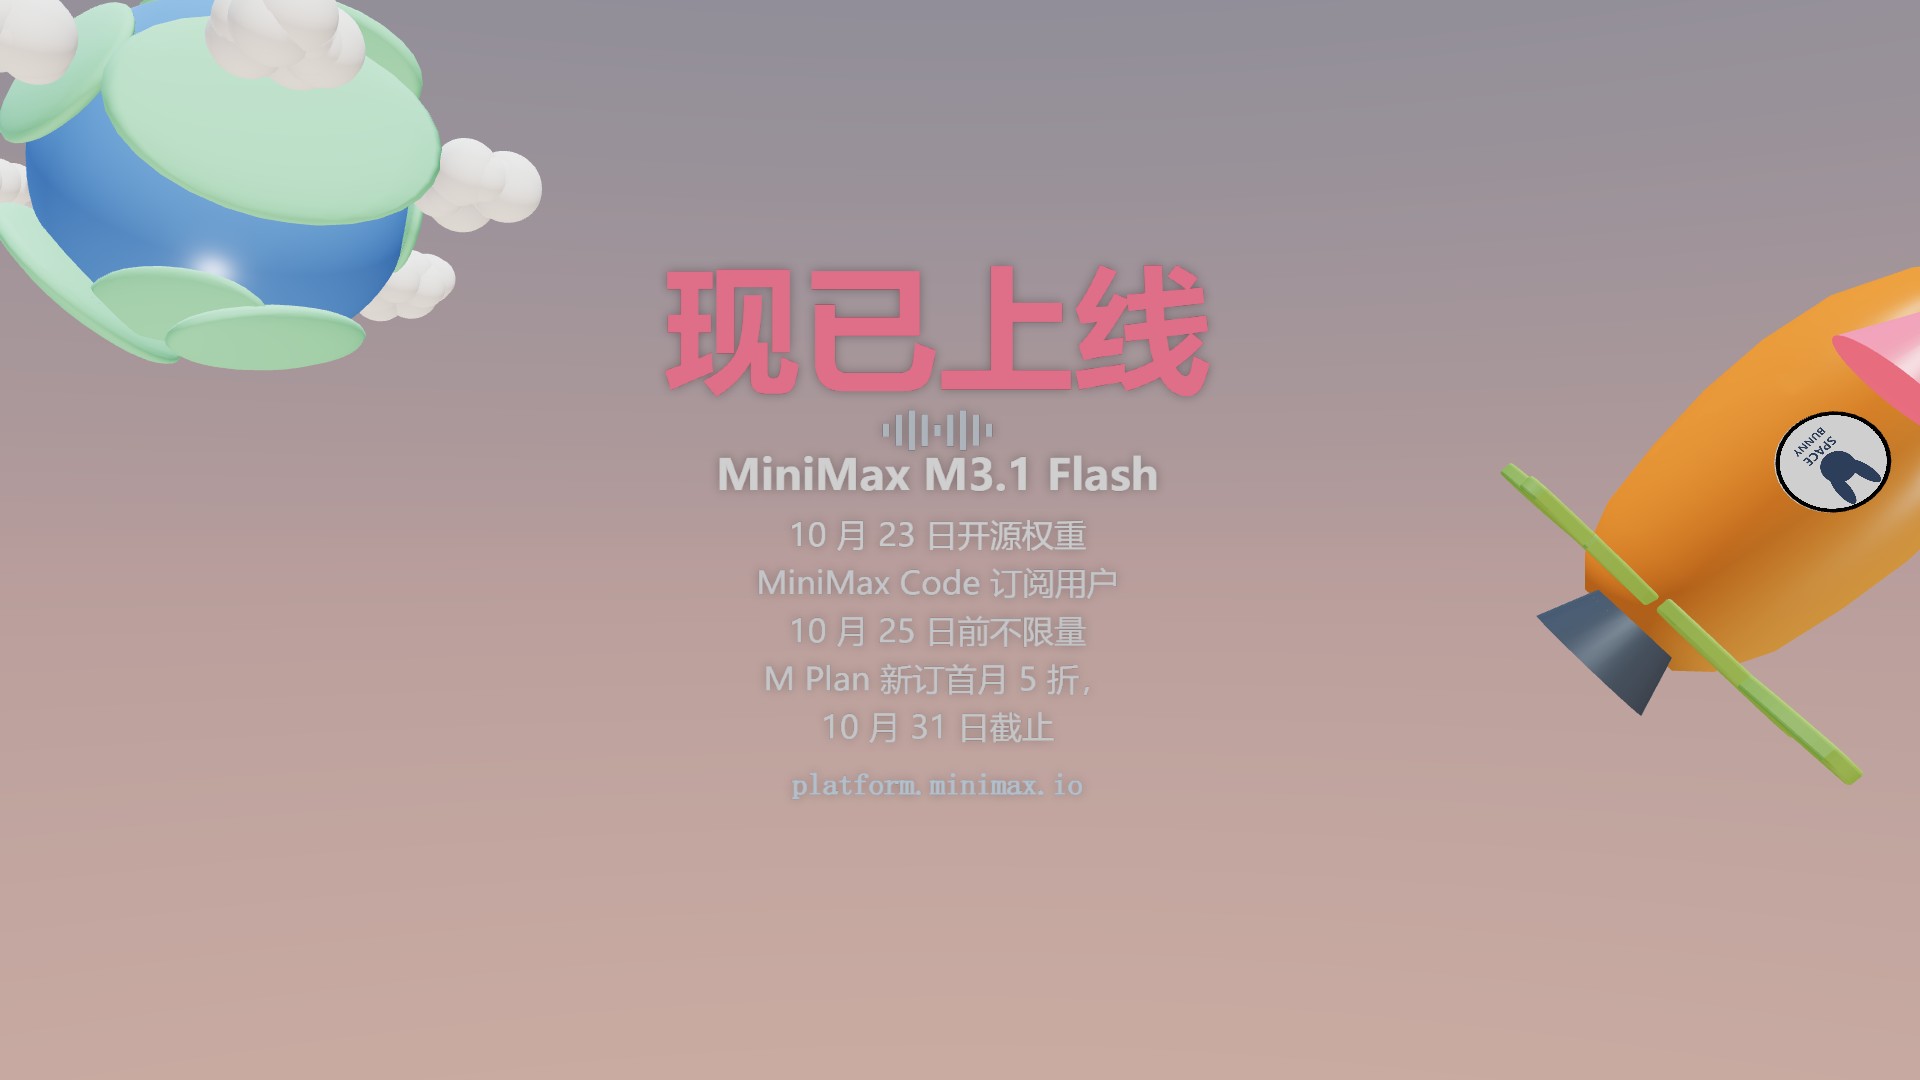 现已上线
MiniMax M3.1 Flash
10 月 23 日开源权重
MiniMax Code 订阅用户
10 月 25 日前不限量
M Plan 新订首月 5 折，
10 月 31 日截止
platform.minimax.io
SPACE
BUNNY